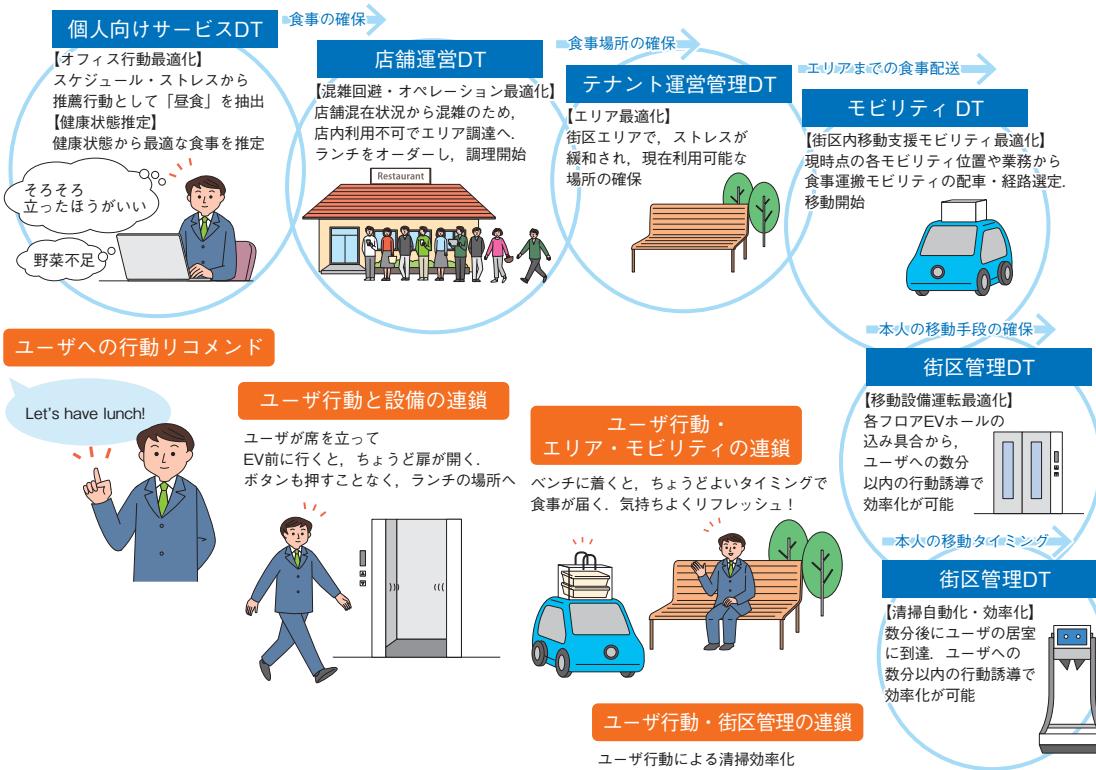 個人向けサービスDT
【オフィス行動最適化】
スケジュール・ストレスから
推薦行動として「昼食」を抽出
【健康状態推定】
健康状態から最適な食事を推定
そろそろ
立ったほうがいい
野菜不足
食事の確保
店舗運営DT
【混雑回避・オペレーション最適化】
店舗混在状況から混雑のため，
店内利用不可でエリア調達へ．
ランチをオーダーし，調理開始
Restaurant
食事場所の確保
テナント運営管理DT
【エリア最適化】
街区エリアで，ストレスが
緩和され，現在利用可能な
場所の確保
エリアまでの食事配送
モビリティ DT
【街区内移動支援モビリティ最適化】
現時点の各モビリティ位置や業務から
食事運搬モビリティの配車・経路選定．
移動開始
本人の移動手段の確保
街区管理DT
【移動設備運転最適化】
各フロアEVホールの
込み具合から，
ユーザへの数分
以内の行動誘導で
効率化が可能
本人の移動タイミング
街区管理DT
【清掃自動化・効率化】
数分後にユーザの居室
に到達．ユーザへの
数分以内の行動誘導で
効率化が可能
ユーザへの行動リコメンド
Let's have lunch!
ユーザ行動と設備の連鎖
ユーザが席を立って
EV前に行くと，ちょうど扉が開く．
ボタンも押すことなく，ランチの場所へ
ユーザ行動・
エリア・モビリティの連鎖
ベンチに着くと，ちょうどよいタイミングで
食事が届く．気持ちよくリフレッシュ！
ユーザ行動・街区管理の連鎖
ユーザ行動による清掃効率化